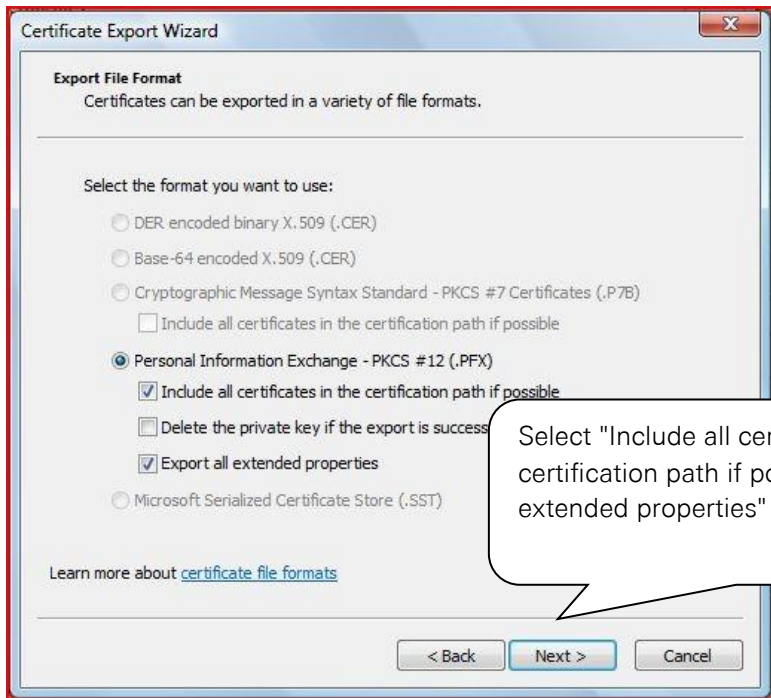 Certificate Export Wizard
Export File Format
Certificates can be exported in a variety of file formats.
Select the format you want to use:
DER encoded binary X.509 (.CER)
Base-64 encoded X.509 (.CER)
Cryptographic Message Syntax Standard - PKCS #7 Certificates (.P7B)
Include all certificates in the certification path if possible
Personal Information Exchange - PKCS #12 (.PFX)
Include all certificates in the certification path if possible
Delete the private key if the export is success
Export all extended properties
Microsoft Serialized Certificate Store (.SST)
Select "Include all cer
certification path if po
extended properties"
Learn more about certificate file formats
< Back Next > Cancel